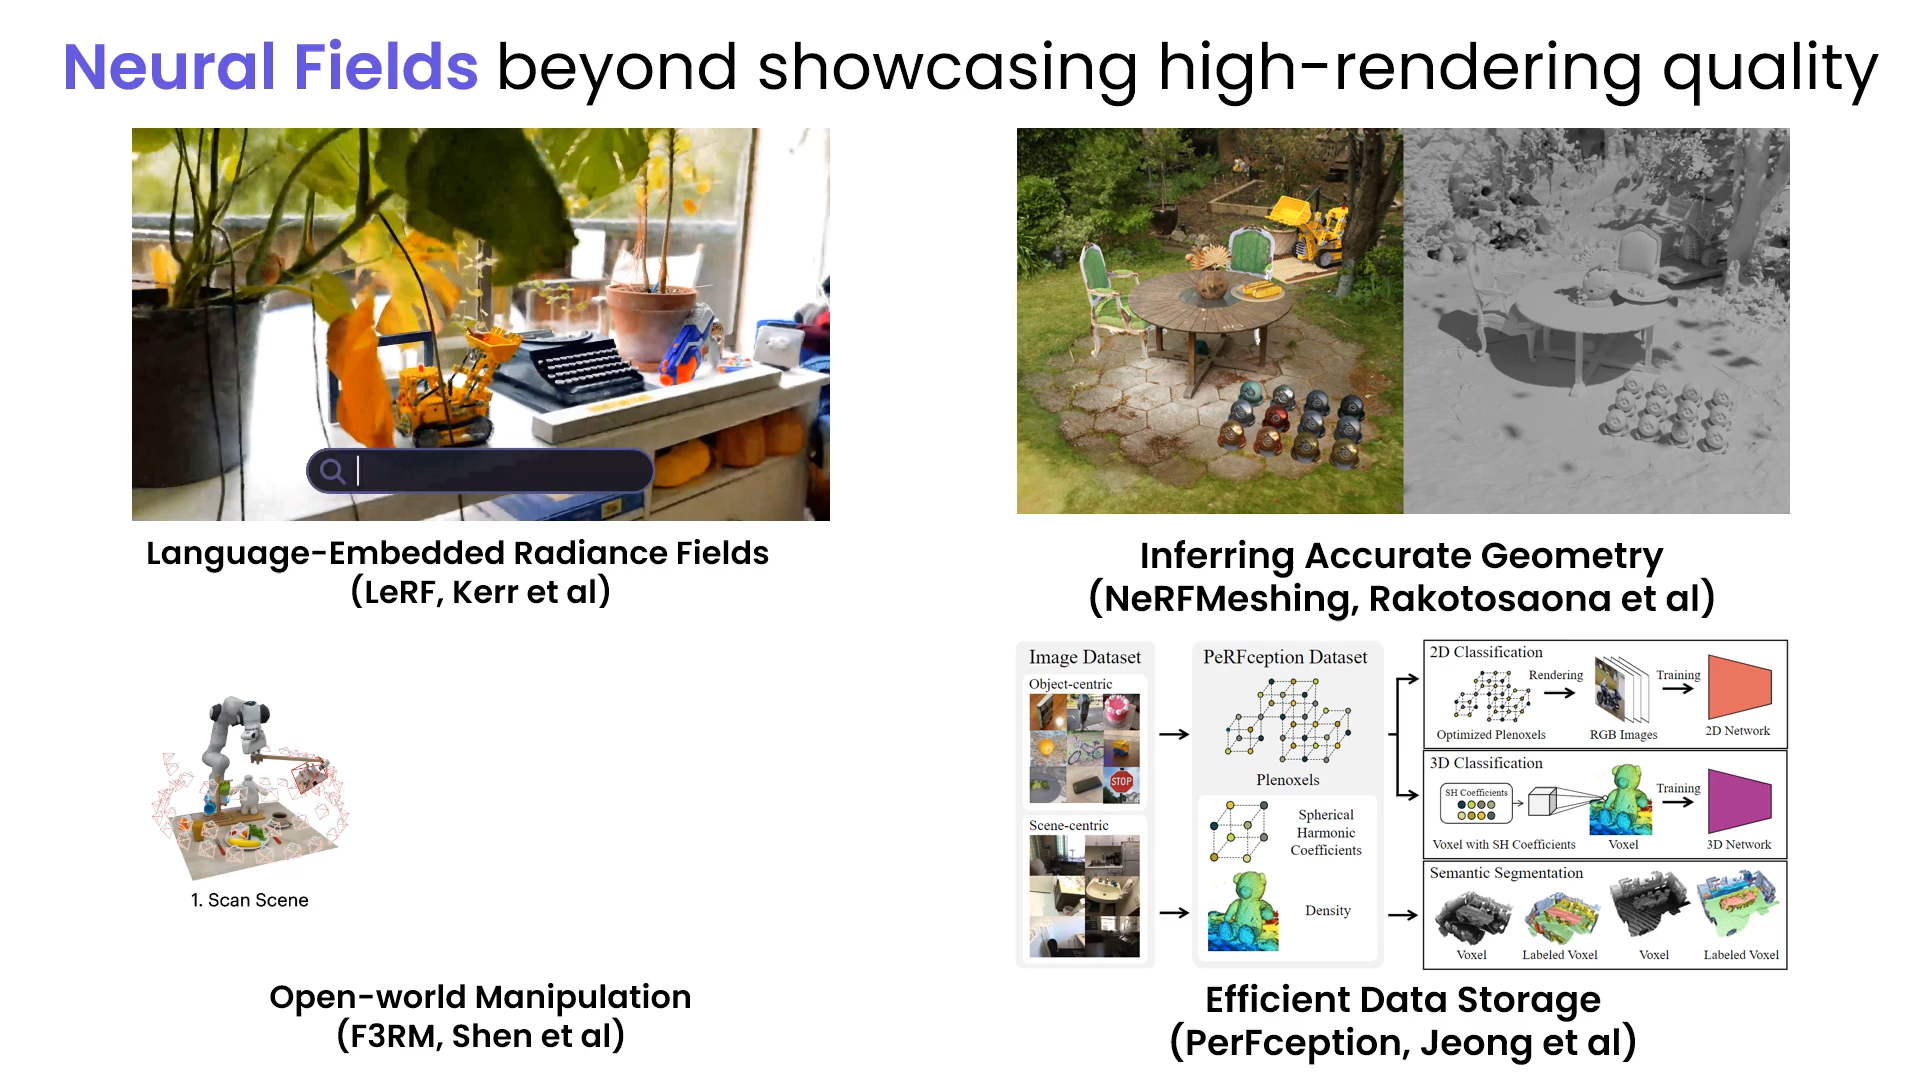 Neural Fields beyond showcasing high-rendering quality
Language-Embedded Radiance Fields
(LeRF, Kerr et al)
Inferring Accurate Geometry
(NeRFMeshing, Rakotosaona et al)
1. Scan Scene
Open-world Manipulation
(F3RM, Shen et al)
Image Dataset
Object-centric
STOP
Scene-centric
PeRFception Dataset
Plenoxels
Spherical
Harmonic
Coefficients
Density
2D Classification
Rendering
Training
Optimized Plenoxels
RGB Images
2D Network
3D Classification
SH Coefficients
Training
Voxel with SH Coefficients
Voxel
3D Network
Semantic Segmentation
Voxel
Labeled Voxel
Voxel
Labeled Voxel
Efficient Data Storage
(PerFception, Jeong et al)